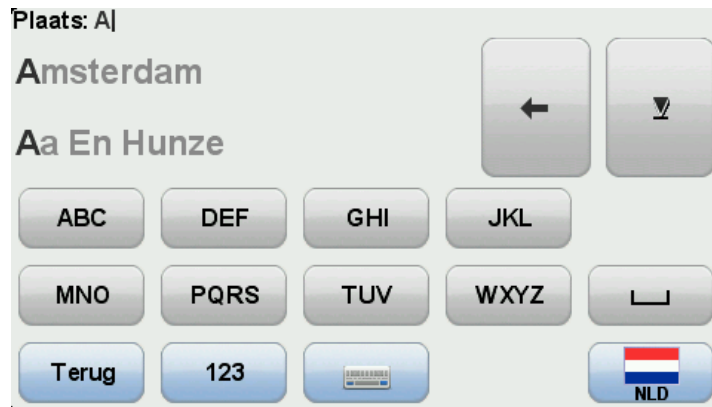 Plaats: A
Amsterdam
Aa En Hunze
ABC DEF GHI JKL
MNO PQRS TUV WXYZ
Terug 123 NLD